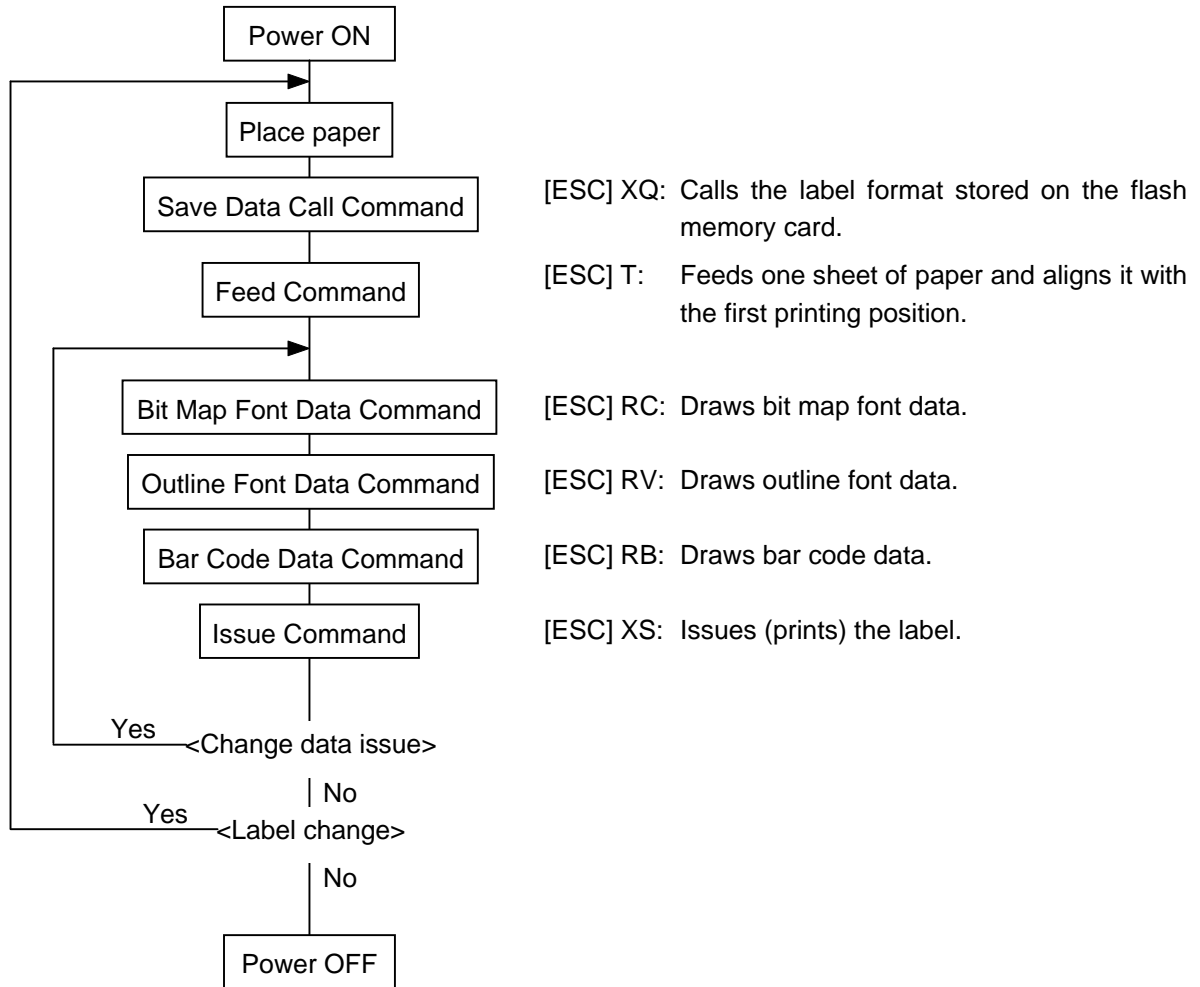 Power ON
Place paper
Save Data Call Command
[ESC] XQ: Calls the label format stored on the flash
memory card.
Feed Command
[ESC] T: Feeds one sheet of paper and aligns it with
the first printing position.
Bit Map Font Data Command
[ESC] RC: Draws bit map font data.
Outline Font Data Command
[ESC] RV: Draws outline font data.
Bar Code Data Command
[ESC] RB: Draws bar code data.
Issue Command
[ESC] XS: Issues (prints) the label.
Yes
<Change data issue>
No
Yes
<Label change>
No
Power OFF